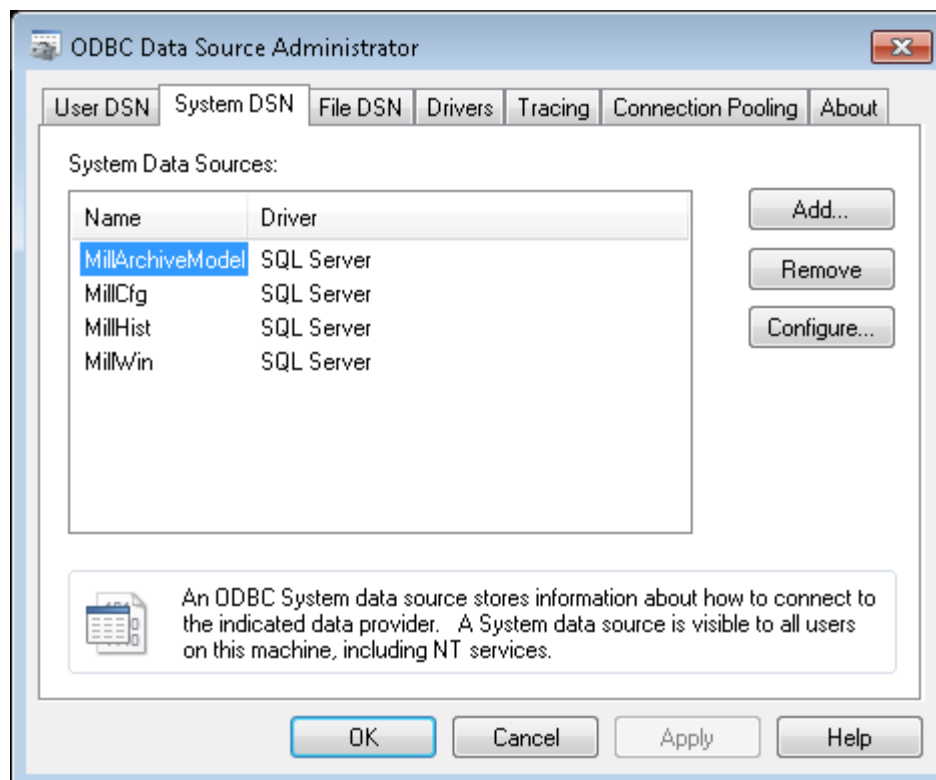 ODBC Data Source Administrator
User DSN System DSN File DSN Drivers Tracing Connection Pooling About
System Data Sources:
Name Driver
MillArchiveModel SQL Server
MillCfg SQL Server
MillHist SQL Server
MillWin SQL Server
Add...
Remove
Configure...
An ODBC System data source stores information about how to connect to
the indicated data provider. A System data source is visible to all users
on this machine, including NT services.
OK Cancel Apply Help